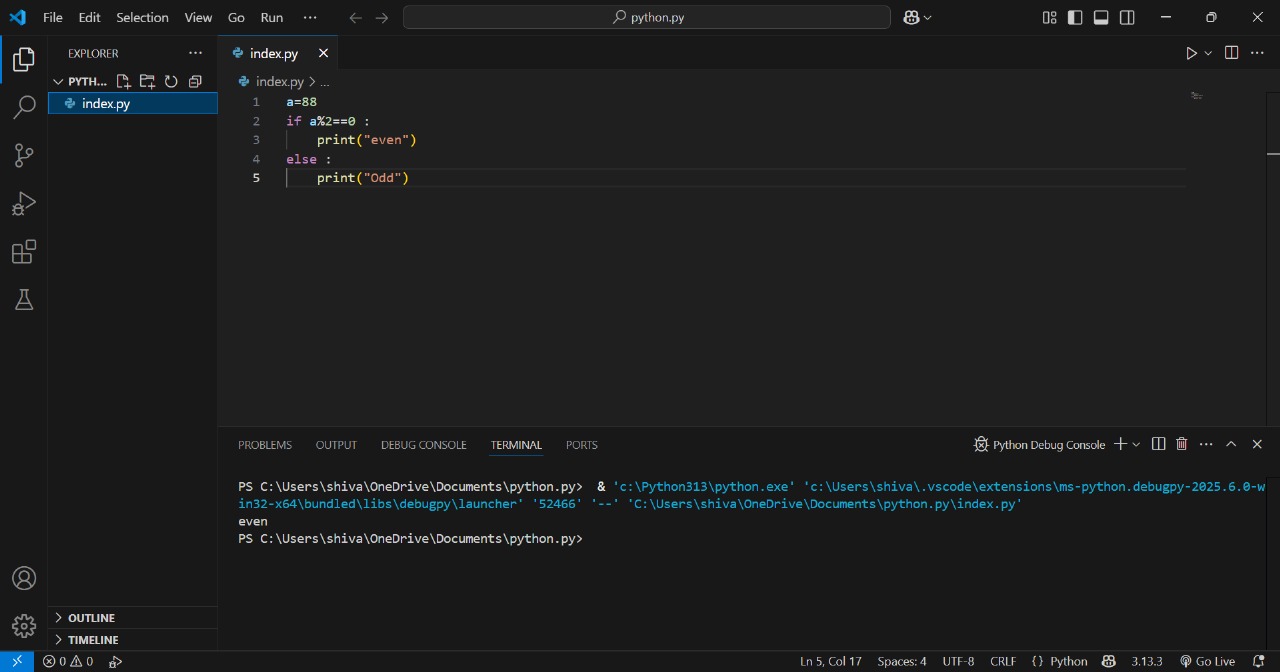 File Edit Selection View Go Run ··· python.py
EXPLORER ···
PYTH...
index.py
index.py
index.py > ...
1 a=88
2 if a%2==0 :
3     print("even")
4 else :
5     print("Odd")
PROBLEMS OUTPUT DEBUG CONSOLE TERMINAL PORTS Python Debug Console
PS C:\Users\shiva\OneDrive\Documents\python.py>  & 'c:\Python313\python.exe' 'c:\Users\shiva\.vscode\extensions\ms-python.debugpy-2025.6.0-w
in32-x64\bundled\libs\debugpy\launcher' '52466' '--' 'C:\Users\shiva\OneDrive\Documents\python.py\index.py'
even
PS C:\Users\shiva\OneDrive\Documents\python.py>
OUTLINE
TIMELINE
0 0 Ln 5, Col 17 Spaces: 4 UTF-8 CRLF {} Python 3.13.3 Go Live